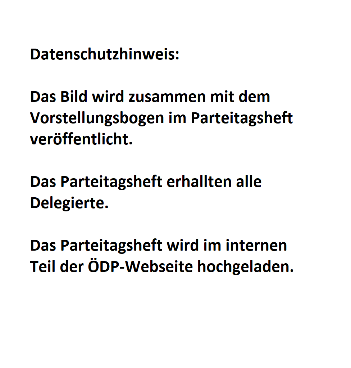 Datenschutzhinweis:
Das Bild wird zusammen mit dem
Vorstellungsbogen im Parteitagsheft
veröffentlicht.
Das Parteitagsheft erhallten alle
Delegierte.
Das Parteitagsheft wird im internen
Teil der ÖDP-Webseite hochgeladen.